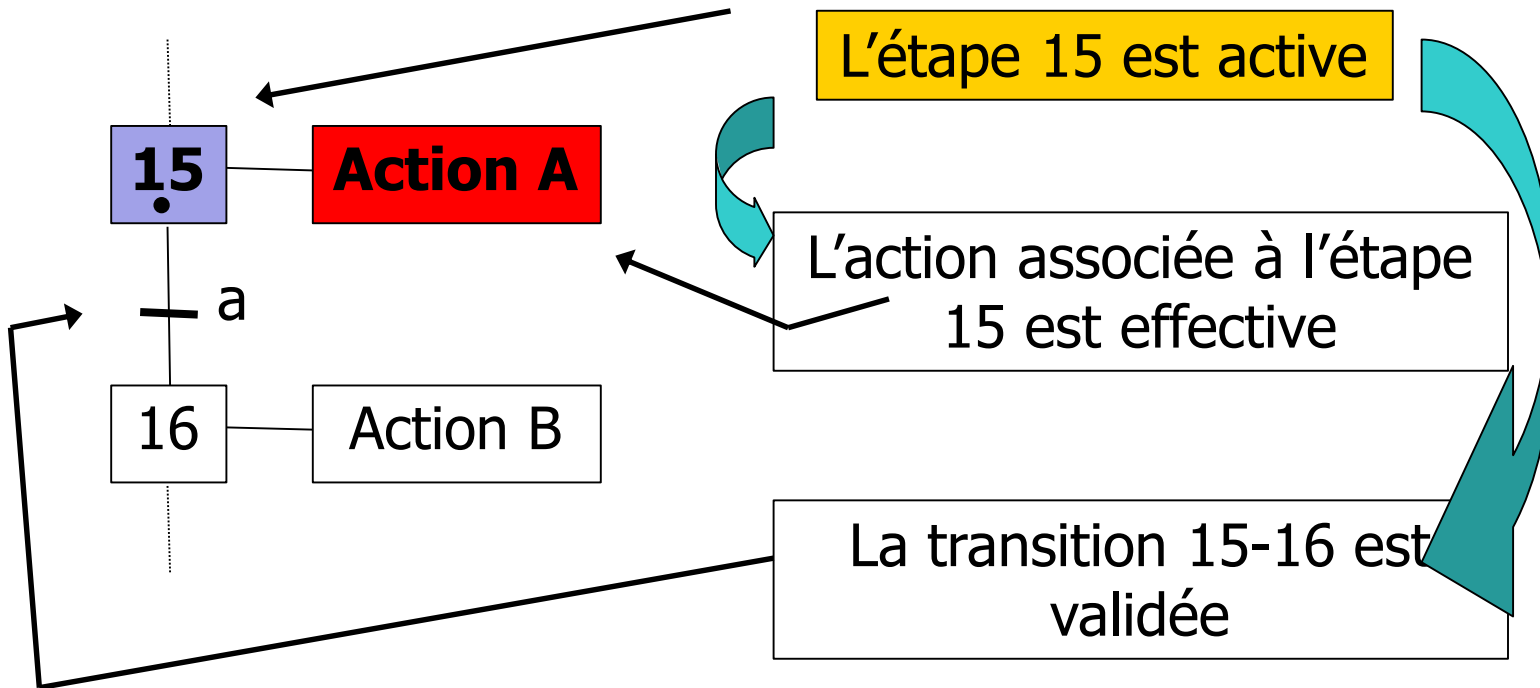 L’étape 15 est active
15
Action A
L’action associée à l’étape
15 est effective
a
16
Action B
La transition 15-16 est
validée